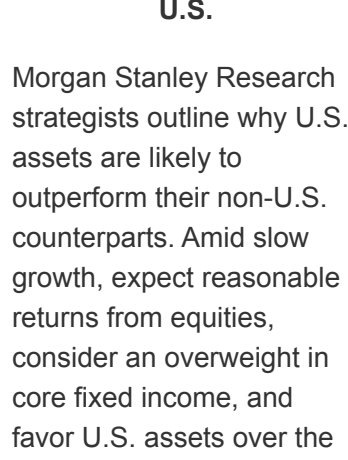 U.S.
Morgan Stanley Research
strategists outline why U.S.
assets are likely to
outperform their non-U.S.
counterparts. Amid slow
growth, expect reasonable
returns from equities,
consider an overweight in
core fixed income, and
favor U.S. assets over the